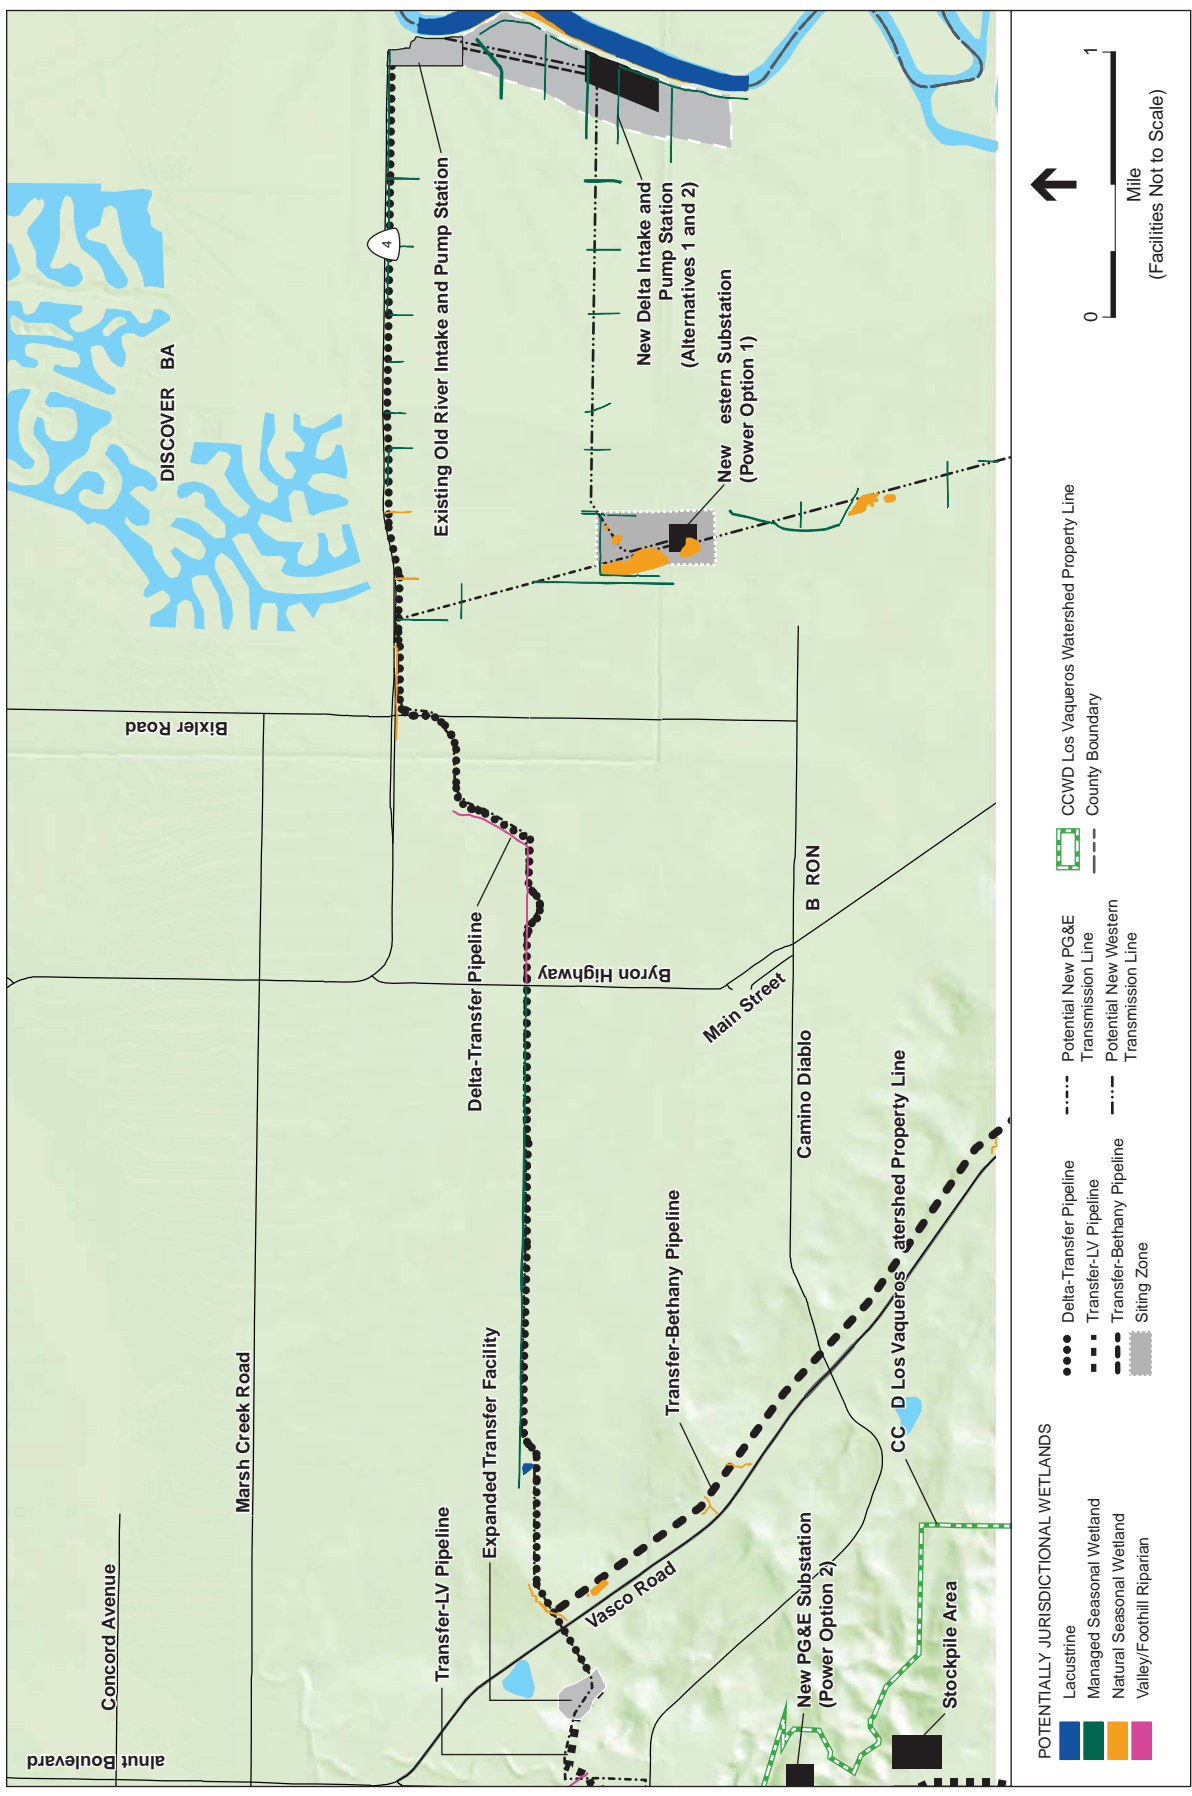 alnut Boulevard
Concord Avenue
Marsh Creek Road
Bixler Road
DISCOVER BA
4
Existing Old River Intake and Pump Station
Transfer-LV Pipeline
Expanded Transfer Facility
Delta-Transfer Pipeline
Byron Highway
New Delta Intake and
Pump Station
(Alternatives 1 and 2)
New estern Substation
(Power Option 1)
Vasco Road
Transfer-Bethany Pipeline
Main Street
Camino Diablo
B RON
New PG&E Substation
(Power Option 2)
CC D Los Vaqueros atershed Property Line
Stockpile Area
POTENTIALLY JURISDICTIONAL WETLANDS
Lacustrine
Managed Seasonal Wetland
Natural Seasonal Wetland
Valley/Foothill Riparian
Delta-Transfer Pipeline
Transfer-LV Pipeline
Transfer-Bethany Pipeline
Siting Zone
Potential New PG&E
Transmission Line
Potential New Western
Transmission Line
CCWD Los Vaqueros Watershed Property Line
County Boundary
0 1
Mile
(Facilities Not to Scale)